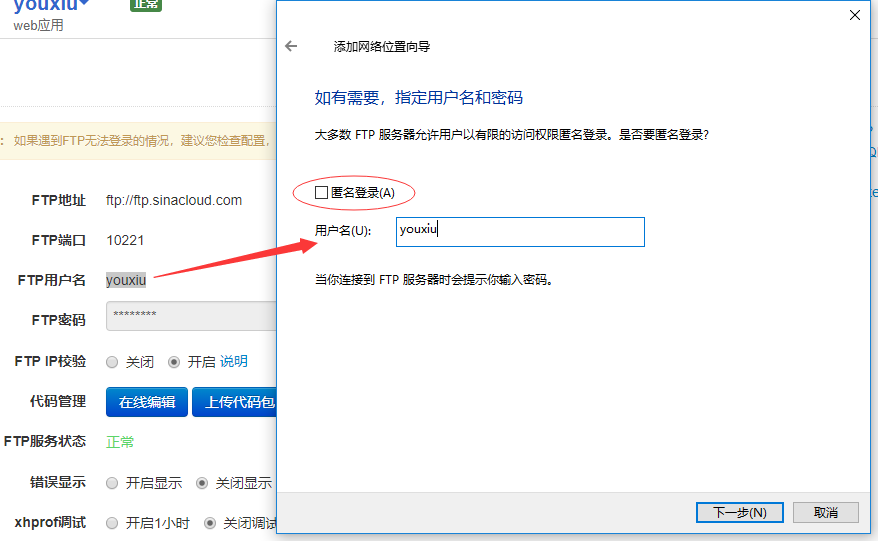 youxiu
正常
web应用
:如果遇到FTP无法登录的情况，建议您检查配置，
FTP地址 ftp://ftp.sinacloud.com
FTP端口 10221
FTP用户名 youxiu
FTP密码 ********
FTP IP校验 关闭 开启 说明
代码管理 在线编辑 上传代码包
FTP服务状态 正常
错误显示 开启显示 关闭显示
xhprof调试 开启1小时 关闭调试
添加网络位置向导
如有需要，指定用户名和密码
大多数 FTP 服务器允许用户以有限的访问权限匿名登录。是否要匿名登录?
匿名登录(A)
用户名(U): youxiu
当你连接到 FTP 服务器时会提示你输入密码。
下一步(N) 取消